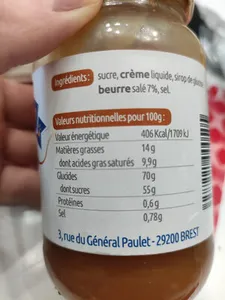 Ingrédients: sucre, crème liquide, sirop de glucose
beurre salé 7%, sel.
Valeurs nutritionnelles pour 100g:
Valeur énergétique 406 Kcal/1709 kJ
Matières grasses 14 g
dont acides gras saturés 9,9g
Glucides 70g
dont sucres 55g
Protéines 0,6 g
Sel 0,78g
3, rue du Général Paulet - 29200 BREST